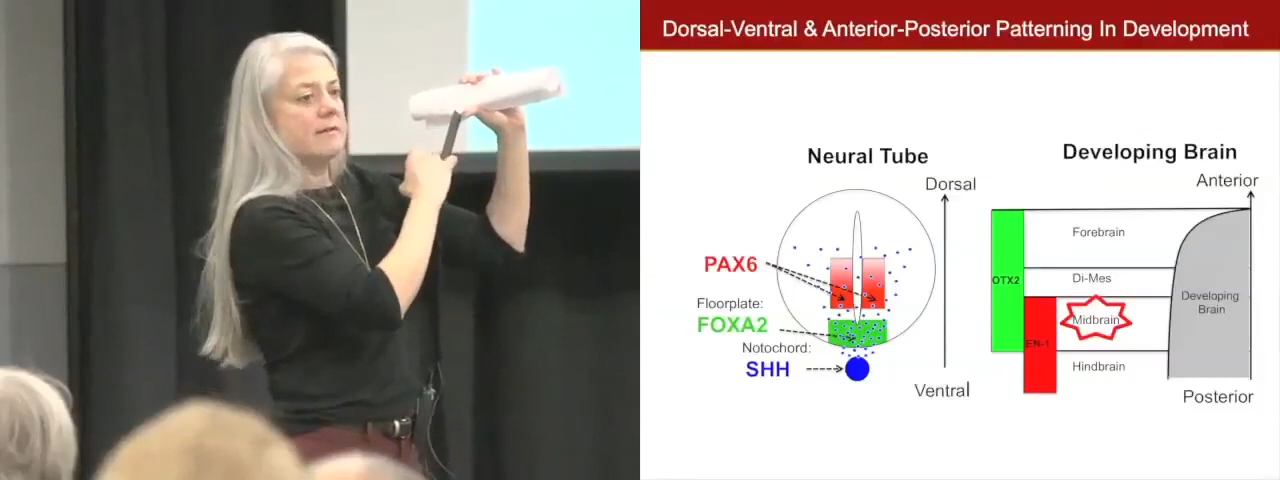 Dorsal-Ventral & Anterior-Posterior Patterning In Development
Neural Tube
Dorsal
PAX6
Floorplate:
FOXA2
Notochord:
SHH
Ventral
Developing Brain
Anterior
Forebrain
OTX2
Di-Mes
Developing
Brain
Midbrain
EN-1
Hindbrain
Posterior